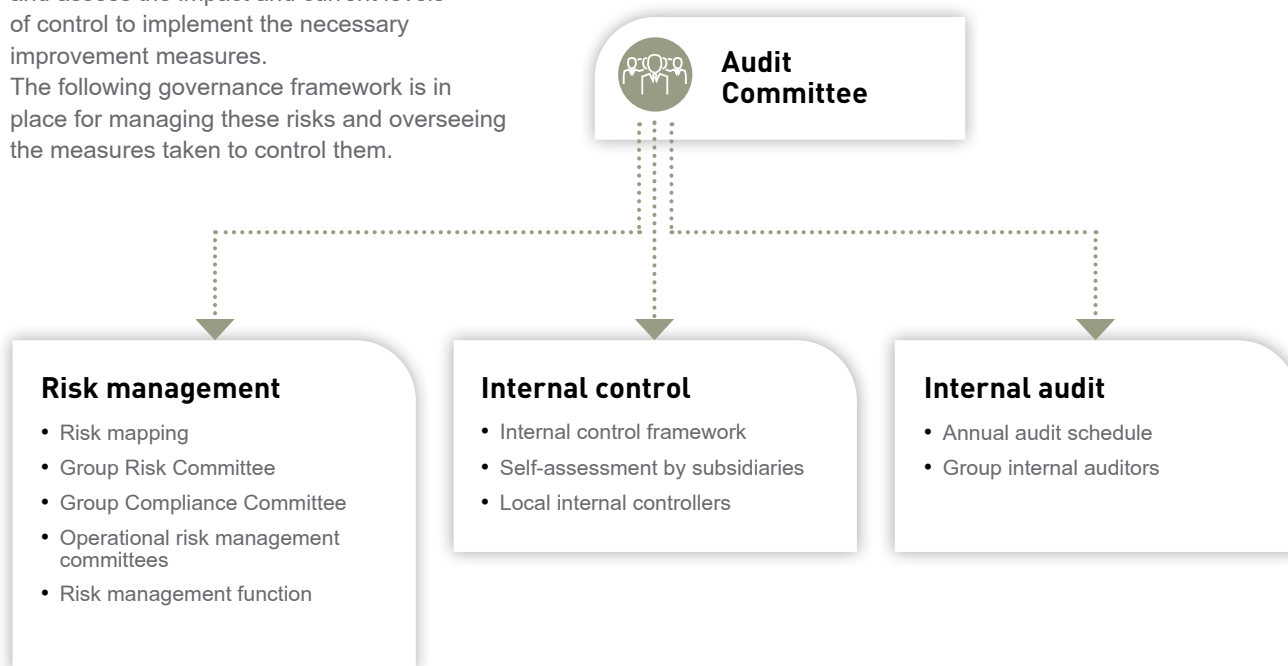 of control to implement the necessary
improvement measures.
The following governance framework is in
place for managing these risks and overseeing
the measures taken to control them.
Audit
Committee
Risk management
• Risk mapping
• Group Risk Committee
• Group Compliance Committee
• Operational risk management
committees
• Risk management function
Internal control
• Internal control framework
• Self-assessment by subsidiaries
• Local internal controllers
Internal audit
• Annual audit schedule
• Group internal auditors